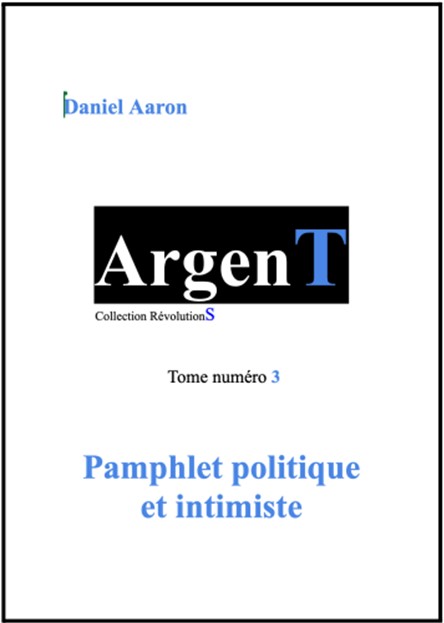 Daniel Aaron
ArgenT
Collection RévolutionS
Tome numéro 3
Pamphlet politique
et intimiste